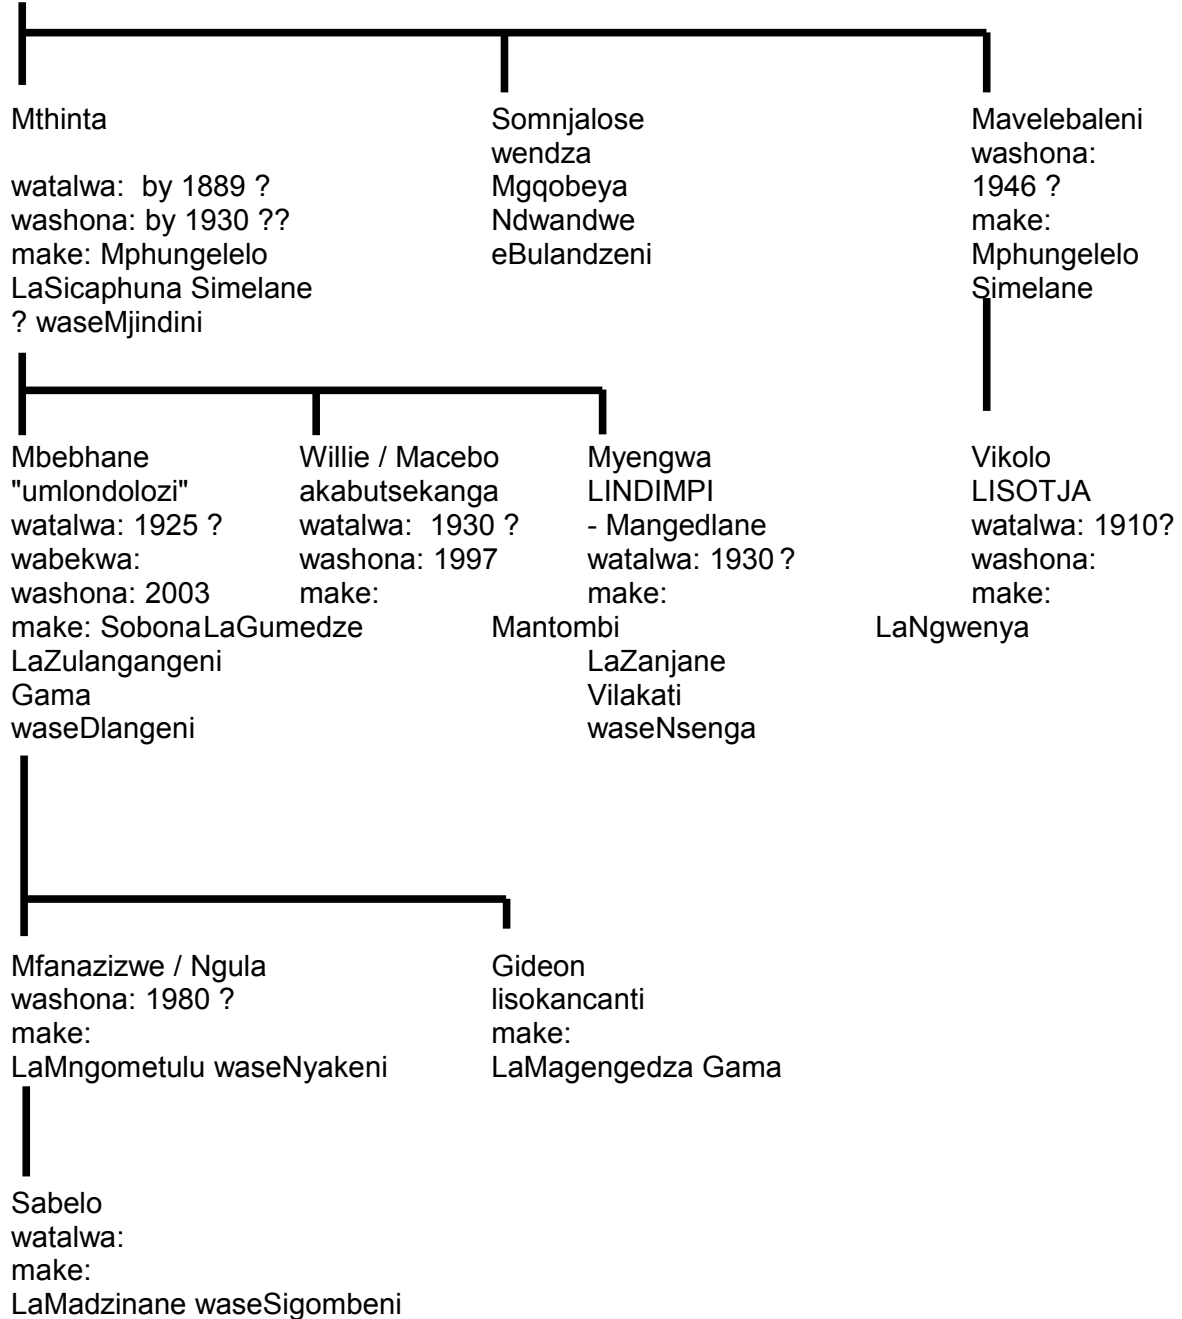 Mthinta
watalwa: by 1889 ?
washona: by 1930 ??
make: Mphungelelo
LaSicaphuna Simelane
? waseMjindini
Somnjalose
wendza
Mgqobeya
Ndwandwe
eBulandzeni
Mavelebaleni
washona:
1946 ?
make:
Mphungelelo
Simelane
Mbebhane
"umlondolozi"
watalwa: 1925 ?
wabekwa:
washona: 2003
make: Sobona
LaZulangangeni
Gama
waseDlangeni
Willie / Macebo
akabutsekanga
watalwa: 1930 ?
washona: 1997
make:
LaGumedze
Myengwa
LINDIMPI
- Mangedlane
watalwa: 1930 ?
make:
Mantombi
LaZanjane
Vilakati
waseNsenga
Vikolo
LISOTJA
watalwa: 1910?
washona:
make:
LaNgwenya
Mfanazizwe / Ngula
washona: 1980 ?
make:
LaMngometulu waseNyakeni
Gideon
lisokancanti
make:
LaMagengedza Gama
Sabelo
watalwa:
make:
LaMadzinane waseSigombeni